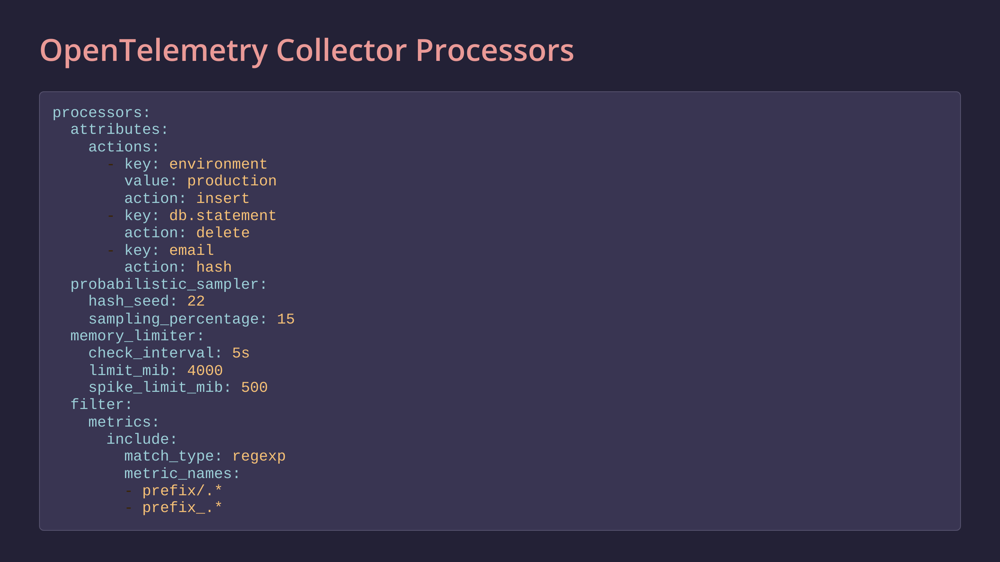 OpenTelemetry Collector Processors
processors:
  attributes:
    actions:
      - key: environment
        value: production
        action: insert
      - key: db.statement
        action: delete
      - key: email
        action: hash
  probabilistic_sampler:
    hash_seed: 22
    sampling_percentage: 15
  memory_limiter:
    check_interval: 5s
    limit_mib: 4000
    spike_limit_mib: 500
  filter:
    metrics:
      include:
        match_type: regexp
        metric_names:
        - prefix/.*
        - prefix_.*